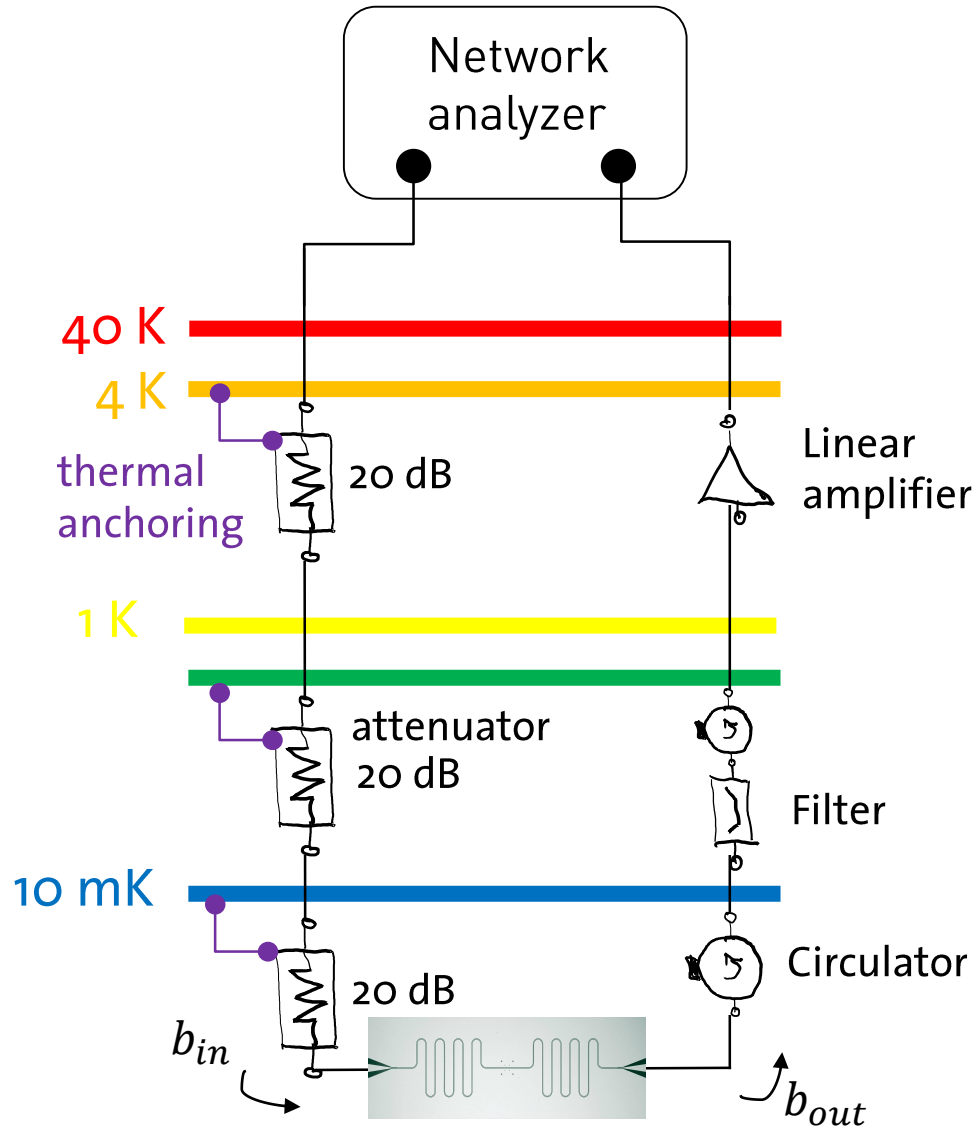 Network
analyzer
40 K
4 K
thermal
anchoring
20 dB
Linear
amplifier
1 K
attenuator
20 dB
Filter
10 mK
20 dB
Circulator
b_in
b_out